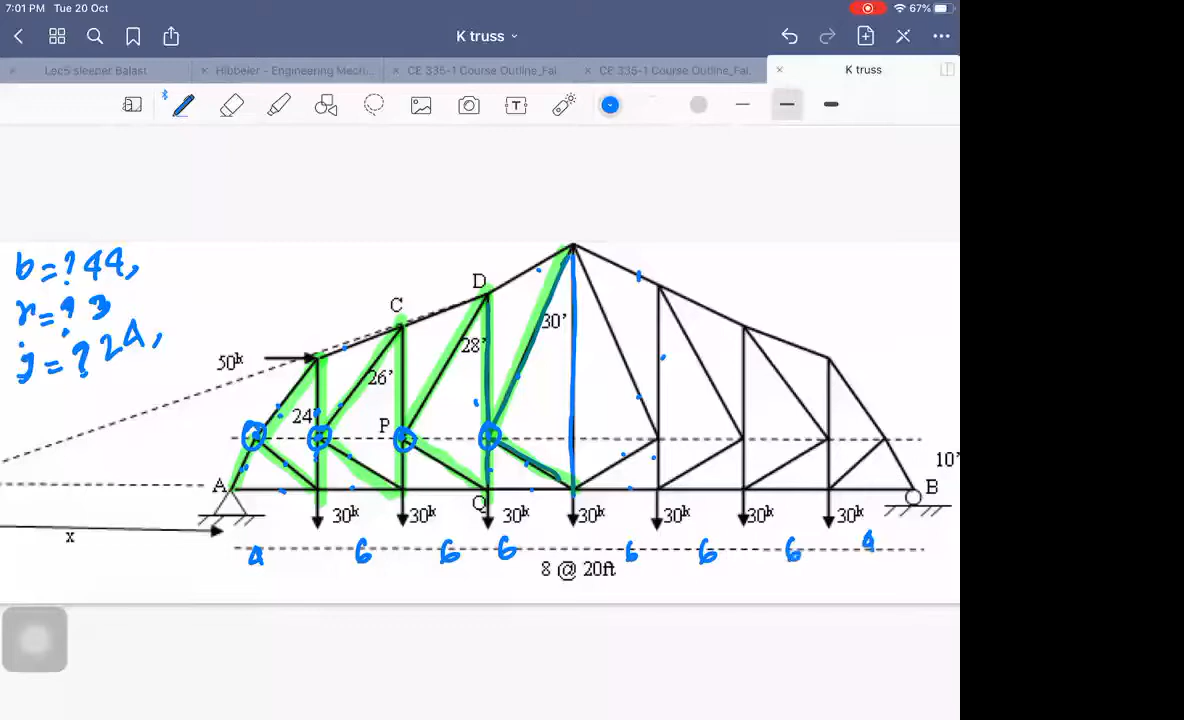 7:01 PM Tue 20 Oct
67%
K truss
Lec5 sleeper Balast
Hibbeler - Engineering Mech...
CE 335-1 Course Outline_Fal
CE 335-1 Course Outline_Fal.
K truss
T
b=?44,
r=? 3
j=?24,
D
C
30'
28'
50k
26'
24'
P
10'
A
Q
B
30k 30k 30k 30k 30k 30k 30k
x
4 6 6 6 6 6 6 4
8 @ 20ft